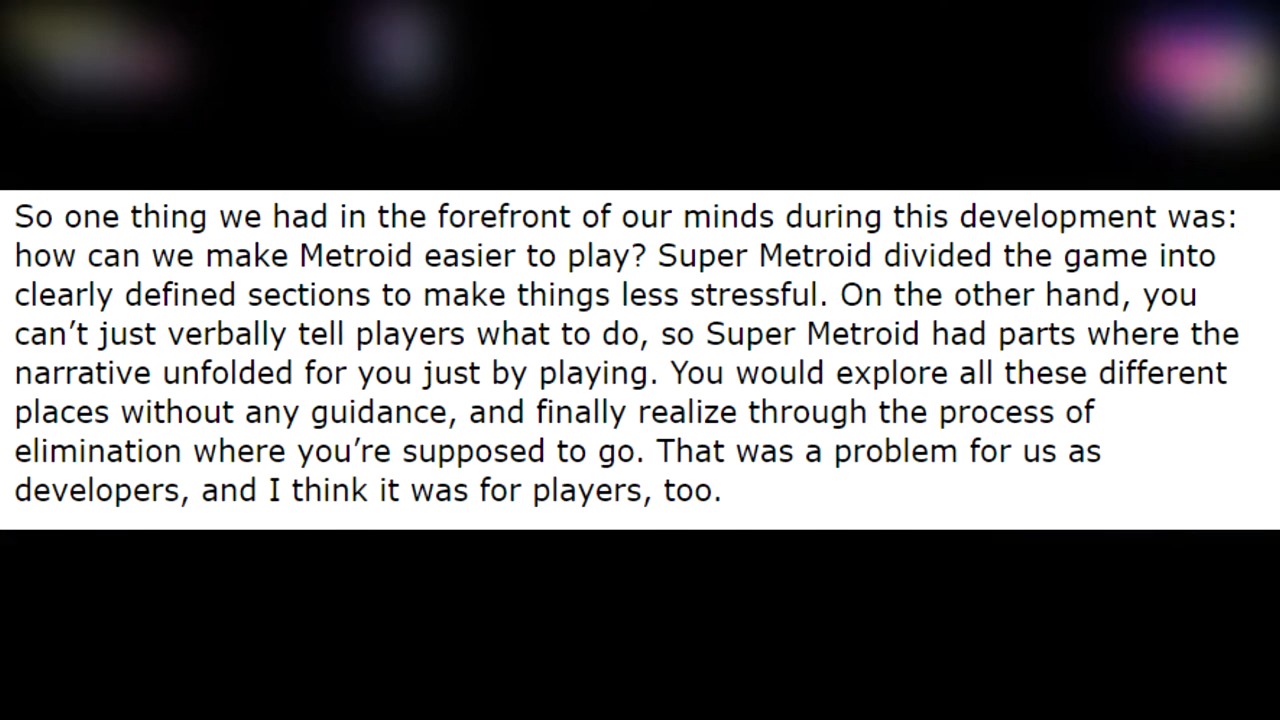 So one thing we had in the forefront of our minds during this development was:
how can we make Metroid easier to play? Super Metroid divided the game into
clearly defined sections to make things less stressful. On the other hand, you
can’t just verbally tell players what to do, so Super Metroid had parts where the
narrative unfolded for you just by playing. You would explore all these different
places without any guidance, and finally realize through the process of
elimination where you’re supposed to go. That was a problem for us as
developers, and I think it was for players, too.